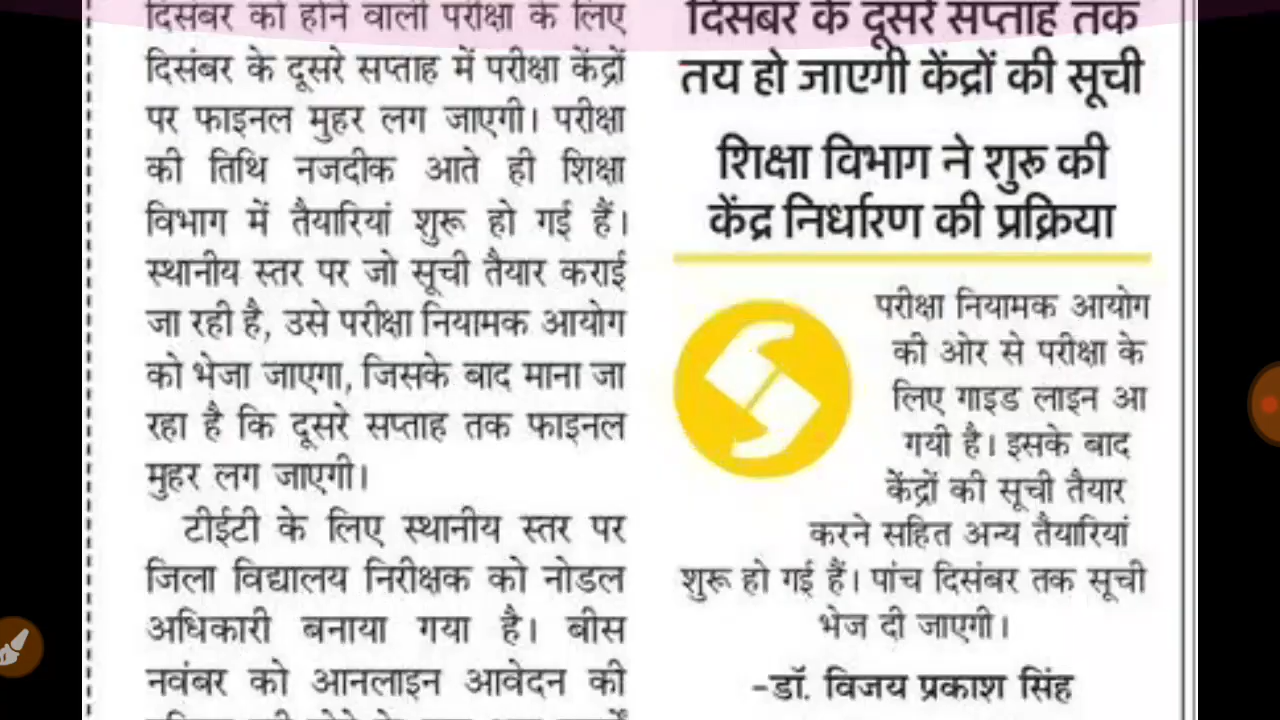 दिसंबर को होने वाली परीक्षा के लिए
दिसंबर के दूसरे सप्ताह में परीक्षा केंद्रों
पर फाइनल मुहर लग जाएगी। परीक्षा
की तिथि नजदीक आते ही शिक्षा
विभाग में तैयारियां शुरू हो गई हैं।
स्थानीय स्तर पर जो सूची तैयार कराई
जा रही है, उसे परीक्षा नियामक आयोग
को भेजा जाएगा, जिसके बाद माना जा
रहा है कि दूसरे सप्ताह तक फाइनल
मुहर लग जाएगी।
टीईटी के लिए स्थानीय स्तर पर
जिला विद्यालय निरीक्षक को नोडल
अधिकारी बनाया गया है। बीस
नवंबर को आनलाइन आवेदन की
दिसंबर के दूसरे सप्ताह तक
तय हो जाएगी केंद्रों की सूची
शिक्षा विभाग ने शुरू की
केंद्र निर्धारण की प्रक्रिया
परीक्षा नियामक आयोग
की ओर से परीक्षा के
लिए गाइड लाइन आ
गयी है। इसके बाद
केंद्रों की सूची तैयार
करने सहित अन्य तैयारियां
शुरू हो गई हैं। पांच दिसंबर तक सूची
भेज दी जाएगी।
-डॉ. विजय प्रकाश सिंह